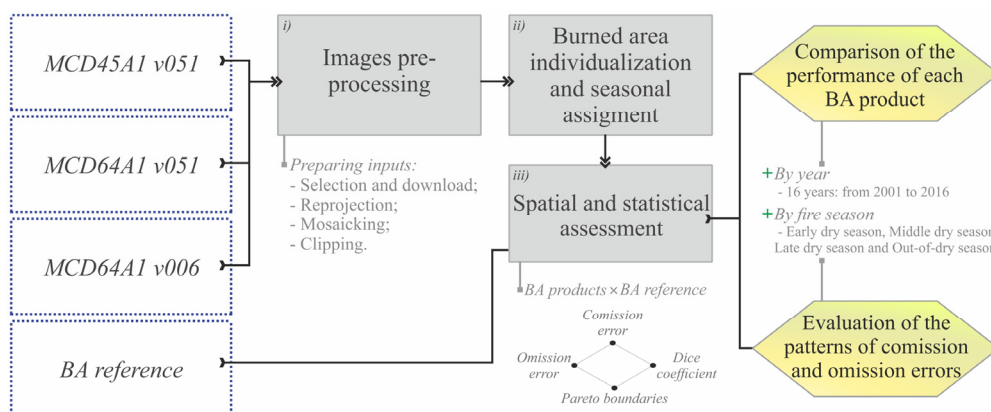 MCD45A1 v051
MCD64A1 v051
MCD64A1 v006
BA reference
i)
Images pre-
processing
Preparing inputs:
- Selection and download;
- Reprojection;
- Mosaicking;
- Clipping.
ii)
Burned area
individualization
and seasonal
assigment
iii)
Spatial and statistical
assessment
BA products × BA reference
Comission
error
Omission
error
Dice
coefficient
Pareto boundaries
Comparison of the
performance of each
BA product
+By year
- 16 years: from 2001 to 2016
+By fire season
- Early dry season, Middle dry season
Late dry season and Out-of-dry season
Evaluation of the
patterns of comission
and omission errors